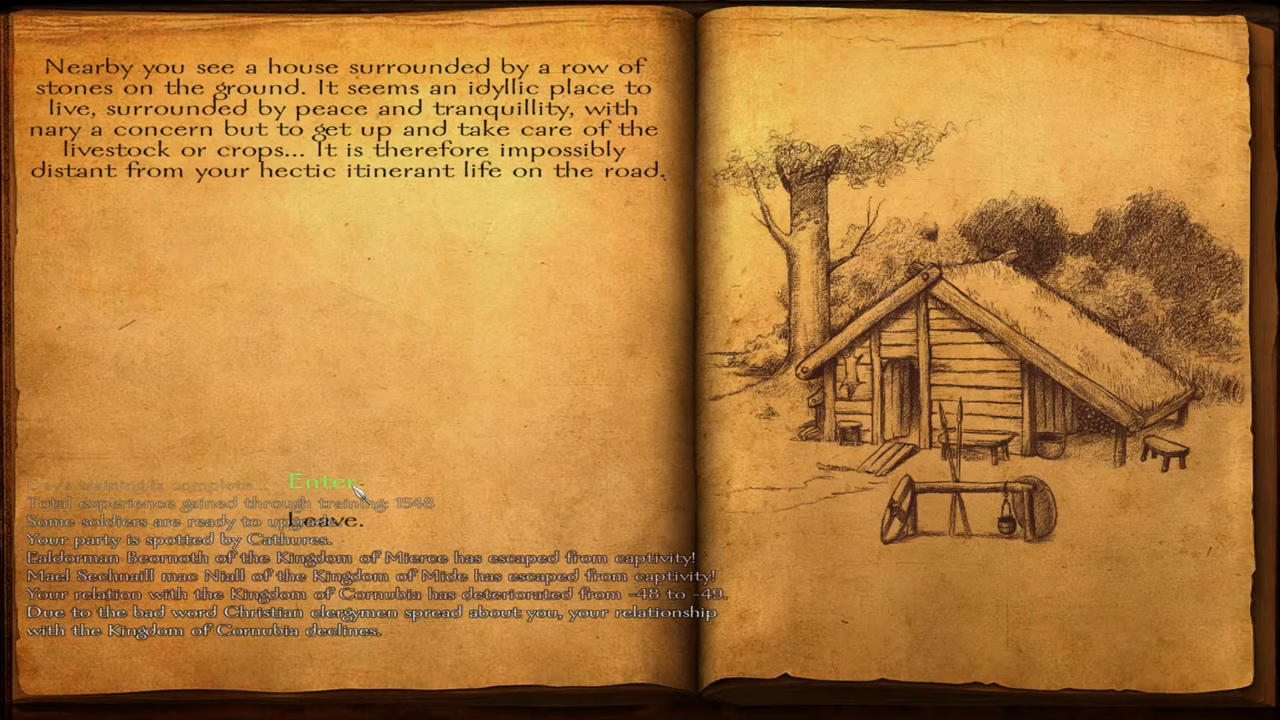 Nearby you see a house surrounded by a row of
stones on the ground. It seems an idyllic place to
live, surrounded by peace and tranquillity, with
nary a concern but to get up and take care of the
livestock or crops... It is therefore impossibly
distant from your hectic itinerant life on the road.
Enter.
Leave.
Day's training is complete...
Total experience gained through training: 1548
Some soldiers are ready to upgrade.
Your party is spotted by Cathures.
Ealdorman Beornoth of the Kingdom of Mierce has escaped from captivity!
Mael Sechnaill mac Niall of the Kingdom of Mide has escaped from captivity!
Your relation with the Kingdom of Cornubia has deteriorated from -48 to -49.
Due to the bad word Christian clergymen spread about you, your relationship
with the Kingdom of Cornubia declines.